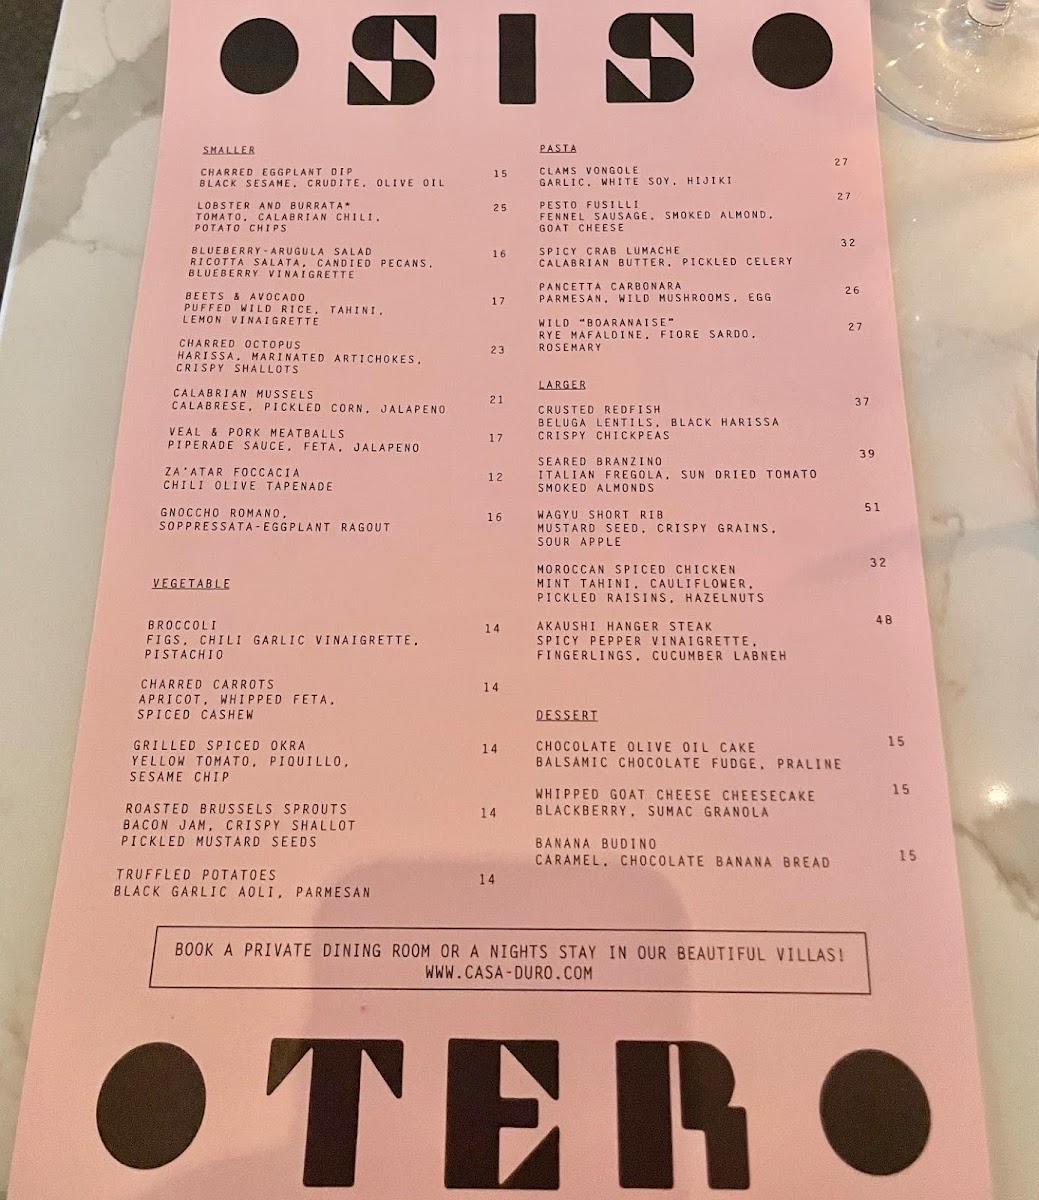 SIS
SMALLER
CHARRED EGGPLANT DIP 15
BLACK SESAME, CRUDITE, OLIVE OIL
LOBSTER AND BURRATA* 25
TOMATO, CALABRIAN CHILI,
POTATO CHIPS
BLUEBERRY-ARUGULA SALAD 16
RICOTTA SALATA, CANDIED PECANS,
BLUEBERRY VINAIGRETTE
BEETS & AVOCADO 17
PUFFED WILD RICE, TAHINI,
LEMON VINAIGRETTE
CHARRED OCTOPUS 23
HARISSA, MARINATED ARTICHOKES,
CRISPY SHALLOTS
CALABRIAN MUSSELS 21
CALABRESE, PICKLED CORN, JALAPENO
VEAL & PORK MEATBALLS 17
PIPERADE SAUCE, FETA, JALAPENO
ZA'ATAR FOCCACIA 12
CHILI OLIVE TAPENADE
GNOCCHO ROMANO, 16
SOPPRESSATA-EGGPLANT RAGOUT
VEGETABLE
BROCCOLI 14
FIGS, CHILI GARLIC VINAIGRETTE,
PISTACHIO
CHARRED CARROTS 14
APRICOT, WHIPPED FETA,
SPICED CASHEW
GRILLED SPICED OKRA 14
YELLOW TOMATO, PIQUILLO,
SESAME CHIP
ROASTED BRUSSELS SPROUTS 14
BACON JAM, CRISPY SHALLOT
PICKLED MUSTARD SEEDS
TRUFFLED POTATOES 14
BLACK GARLIC AOLI, PARMESAN
PASTA
CLAMS VONGOLE 27
GARLIC, WHITE SOY, HIJIKI
PESTO FUSILLI 27
FENNEL SAUSAGE, SMOKED ALMOND,
GOAT CHEESE
SPICY CRAB LUMACHE 32
CALABRIAN BUTTER, PICKLED CELERY
PANCETTA CARBONARA 26
PARMESAN, WILD MUSHROOMS, EGG
WILD "BOARANAISE" 27
RYE MAFALDINE, FIORE SARDO,
ROSEMARY
LARGER
CRUSTED REDFISH 37
BELUGA LENTILS, BLACK HARISSA
CRISPY CHICKPEAS
SEARED BRANZINO 39
ITALIAN FREGOLA, SUN DRIED TOMATO
SMOKED ALMONDS
WAGYU SHORT RIB 51
MUSTARD SEED, CRISPY GRAINS,
SOUR APPLE
MOROCCAN SPICED CHICKEN 32
MINT TAHINI, CAULIFLOWER,
PICKLED RAISINS, HAZELNUTS
AKAUSHI HANGER STEAK 48
SPICY PEPPER VINAIGRETTE,
FINGERLINGS, CUCUMBER LABNEH
DESSERT
CHOCOLATE OLIVE OIL CAKE 15
BALSAMIC CHOCOLATE FUDGE, PRALINE
WHIPPED GOAT CHEESE CHEESECAKE 15
BLACKBERRY, SUMAC GRANOLA
BANANA BUDINO 15
CARAMEL, CHOCOLATE BANANA BREAD
BOOK A PRIVATE DINING ROOM OR A NIGHTS STAY IN OUR BEAUTIFUL VILLAS!
WWW.CASA-DURO.COM
TER